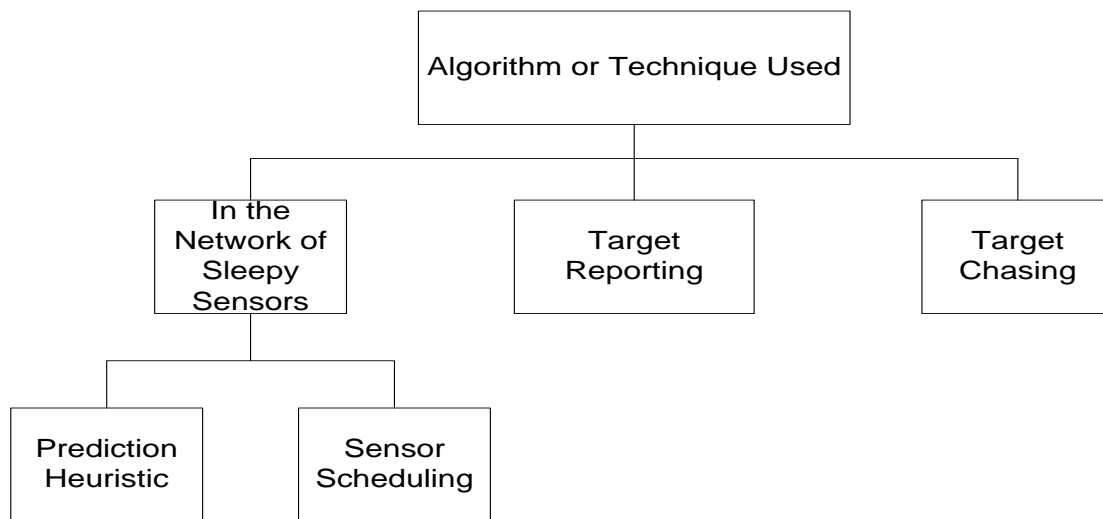 Algorithm or Technique Used
In the
Network of
Sleepy
Sensors
Target
Reporting
Target
Chasing
Prediction
Heuristic
Sensor
Scheduling